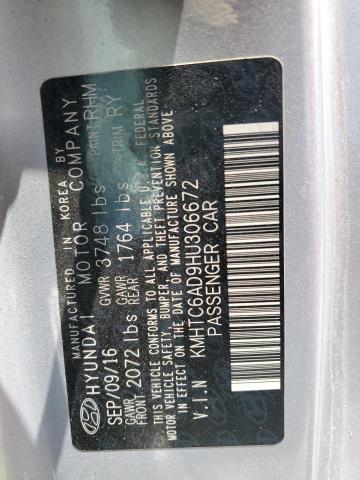 MANUFACTURED IN KOREA BY
HYUNDAI MOTOR COMPANY
SEP/09/16 GVWR 3748 lbs PAINT RHM
GAWR FRONT 2072 lbs GAWR REAR 1764 lbs TRIM RY
THIS VEHICLE CONFORMS TO ALL APPLICABLE U.S.A. FEDERAL
MOTOR VEHICLE SAFETY, BUMPER, AND THEFT PREVENTION STANDARDS
IN EFFECT ON THE DATE OF MANUFACTURE SHOWN ABOVE
V.I.N KMHTC6AD9HU306672
PASSENGER CAR